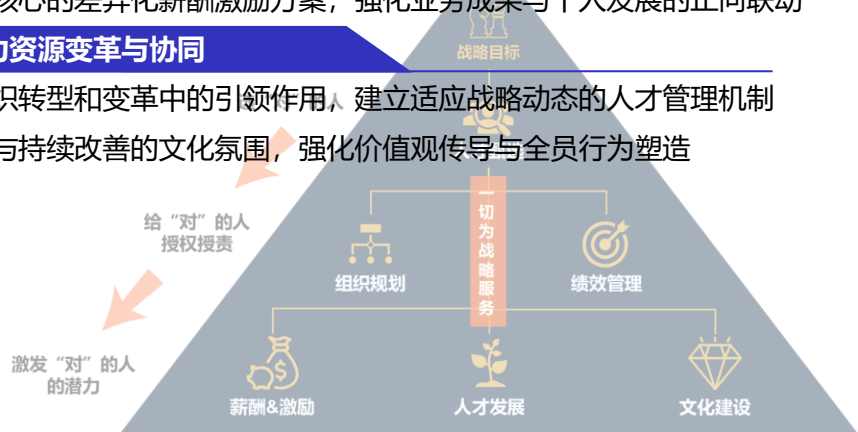 核心的差异化薪酬激励方案，强化业务成果与个人发展的正向联动
力资源变革与协同
战略目标
织转型和变革中的引领作用，建立适应战略动态的人才管理机制
与持续改善的文化氛围，强化价值观传导与全员行为塑造
给“对”的人
授权授责
一切为战略服务
组织规划
绩效管理
激发“对”的人
的潜力
薪酬&激励
人才发展
文化建设